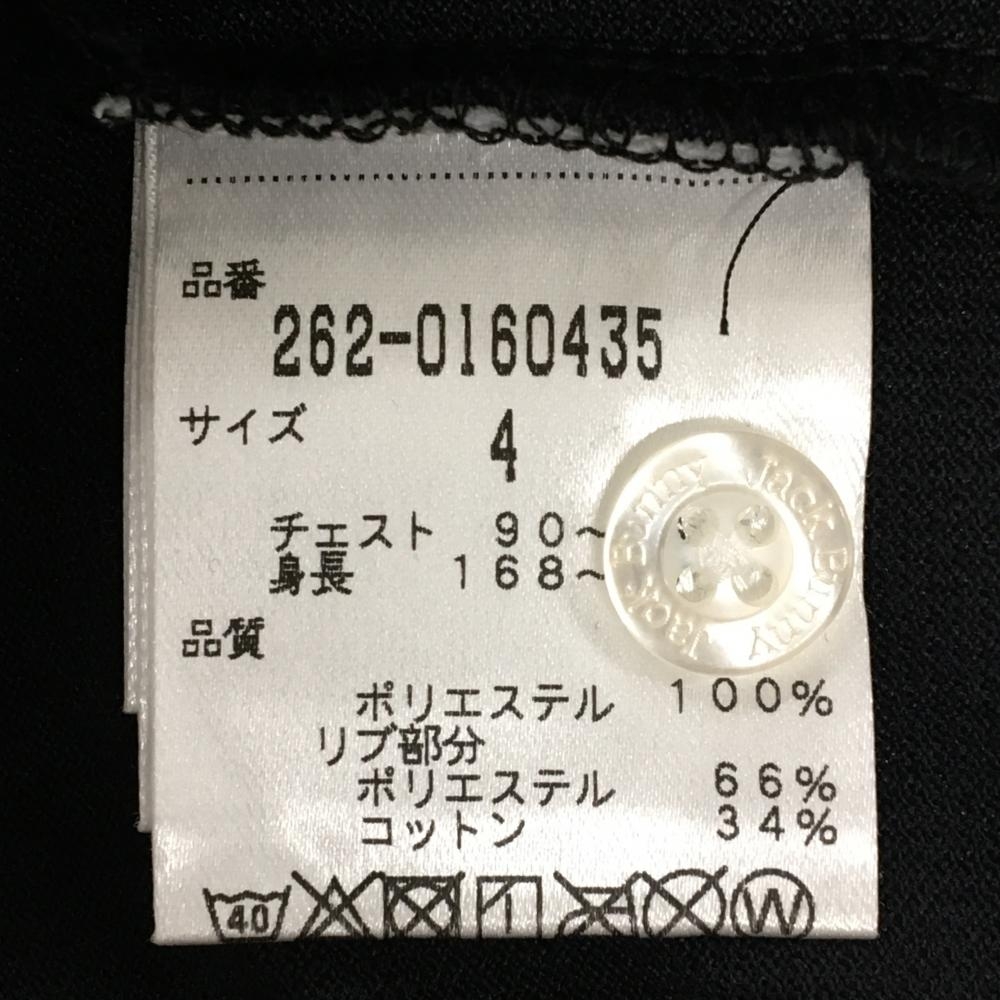 品番
262-0160435
サイズ 4
チェスト 90~
身長 168~
品質
ポリエステル 100%
リブ部分
ポリエステル 66%
コットン 34%
40 W
Jack Bunny Jack Bunny